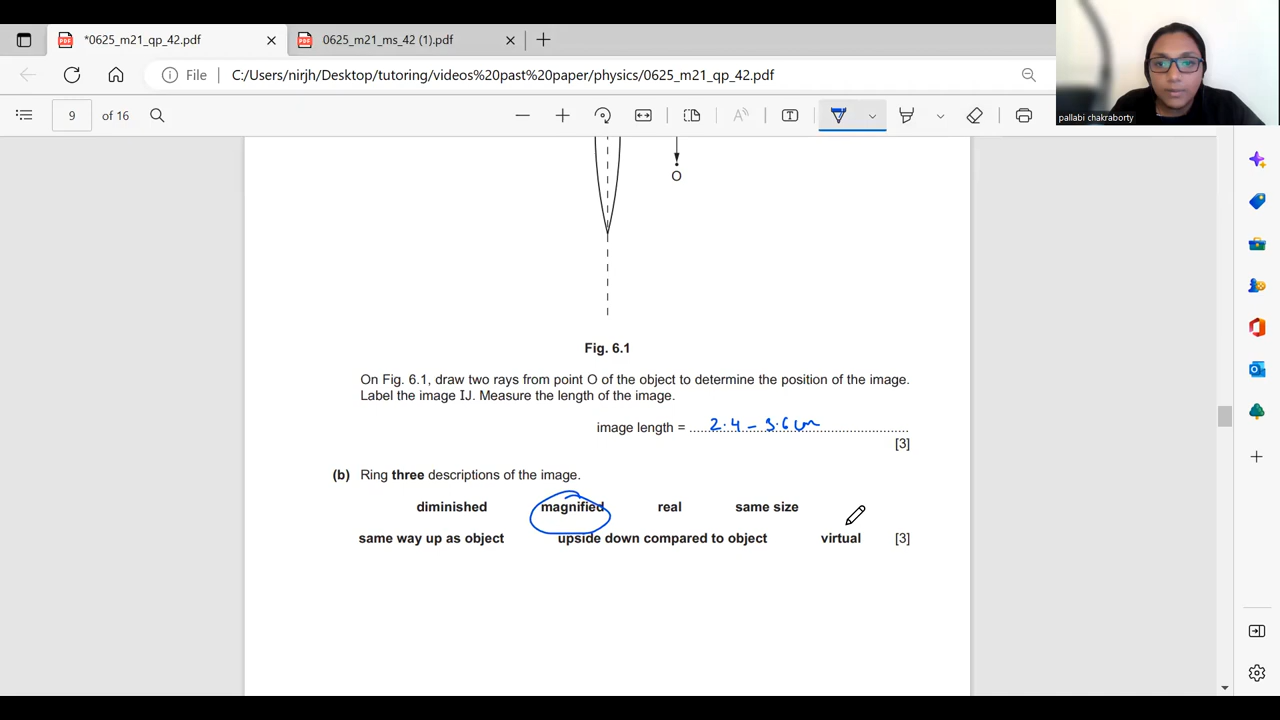 *0625_m21_qp_42.pdf
0625_m21_ms_42 (1).pdf
File
C:/Users/nirjh/Desktop/tutoring/videos%20past%20paper/physics/0625_m21_qp_42.pdf
pallabi chakraborty
9 of 16
O
Fig. 6.1
On Fig. 6.1, draw two rays from point O of the object to determine the position of the image.
Label the image IJ. Measure the length of the image.
image length = 2.4 – 3.6 cm
[3]
(b) Ring three descriptions of the image.
diminished magnified real same size
same way up as object upside down compared to object virtual [3]